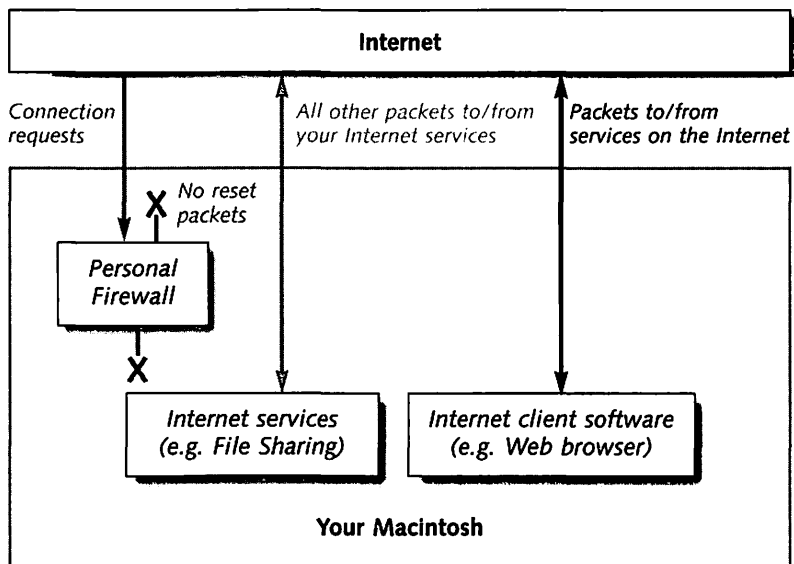 Internet
Connection
requests
All other packets to/from
your Internet services
Packets to/from
services on the Internet
No reset
packets
X
Personal
Firewall
X
Internet services
(e.g. File Sharing)
Internet client software
(e.g. Web browser)
Your Macintosh